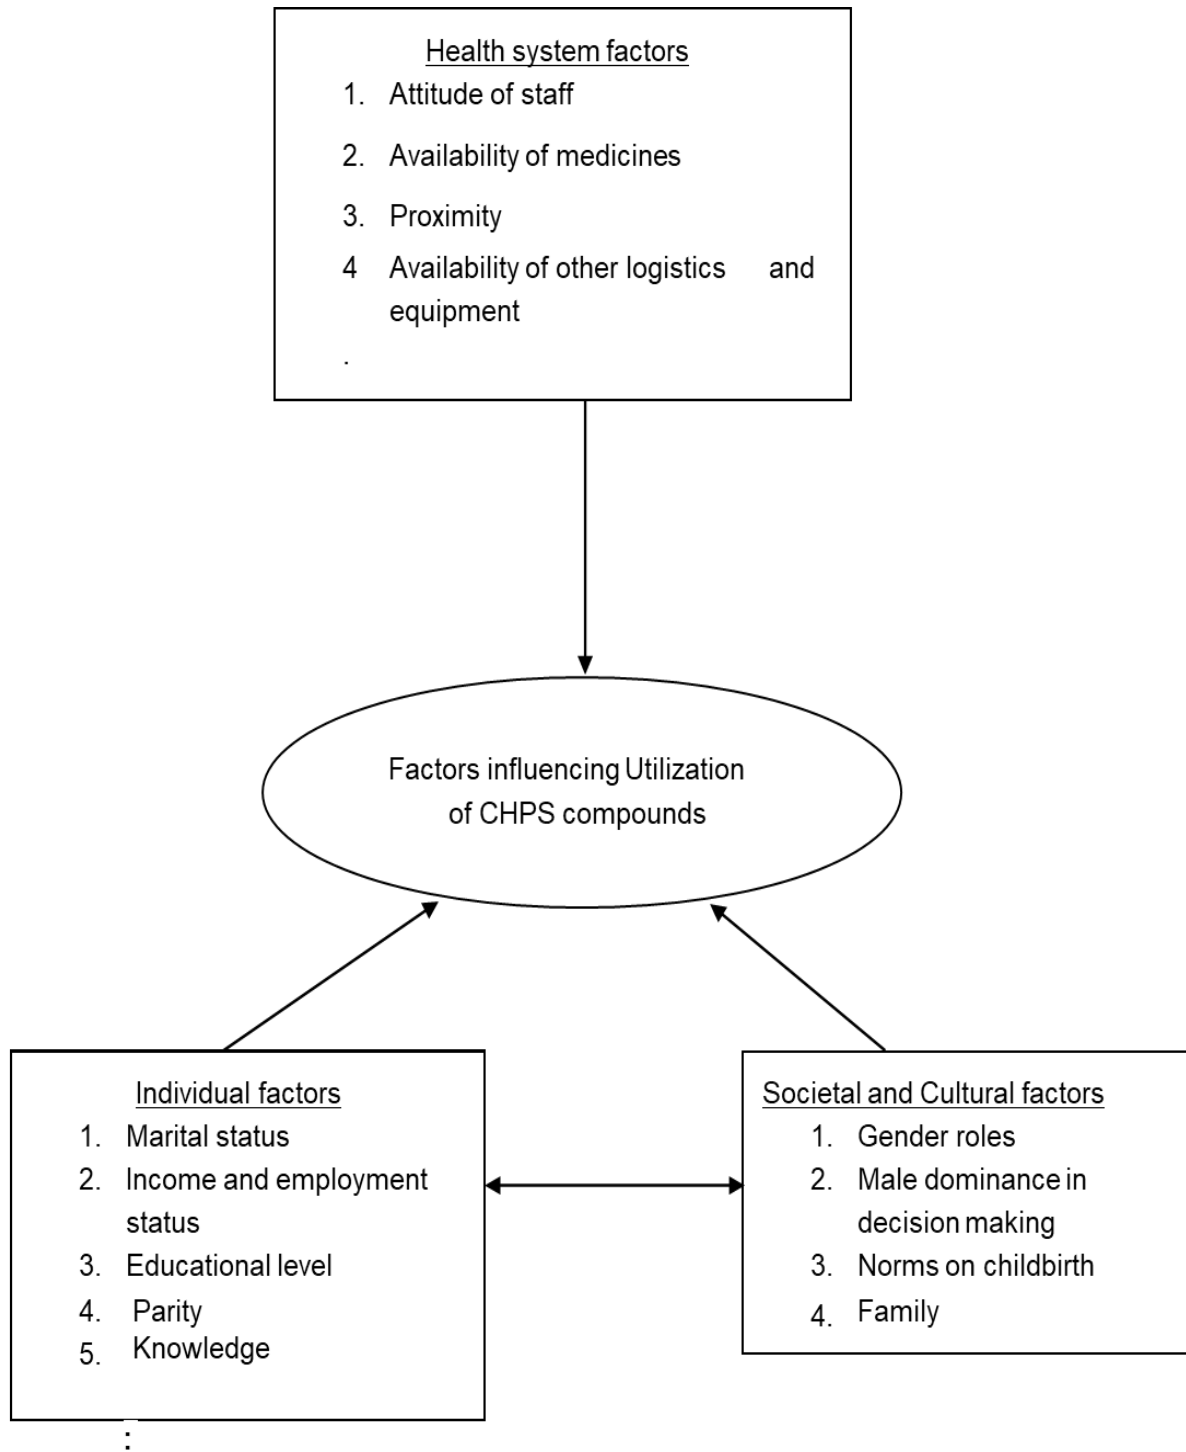 Health system factors
1. Attitude of staff
2. Availability of medicines
3. Proximity
4 Availability of other logistics and
equipment
.
Factors influencing Utilization
of CHPS compounds
Individual factors
1. Marital status
2. Income and employment
status
3. Educational level
4. Parity
5. Knowledge
:
Societal and Cultural factors
1. Gender roles
2. Male dominance in
decision making
3. Norms on childbirth
4. Family